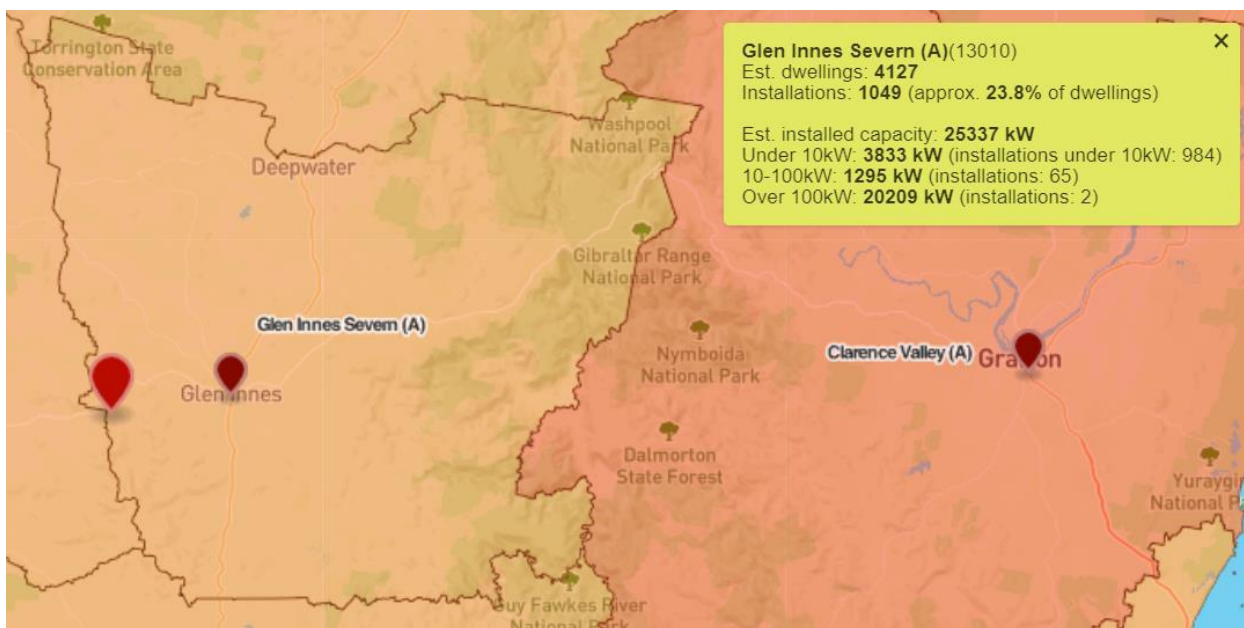 Torrington State
Conservation Area
Washpool
National Park
Deepwater
Gibraltar Range
National Park
Glen Innes Severn (A)
Glen Innes
Nymboida
National Park
Clarence Valley (A)
Grafton
Dalmorton
State Forest
Yuraygir
National P
Guy Fawkes River
National Park
Glen Innes Severn (A)(13010)
Est. dwellings: 4127
Installations: 1049 (approx. 23.8% of dwellings)
Est. installed capacity: 25337 kW
Under 10kW: 3833 kW (installations under 10kW: 984)
10-100kW: 1295 kW (installations: 65)
Over 100kW: 20209 kW (installations: 2)